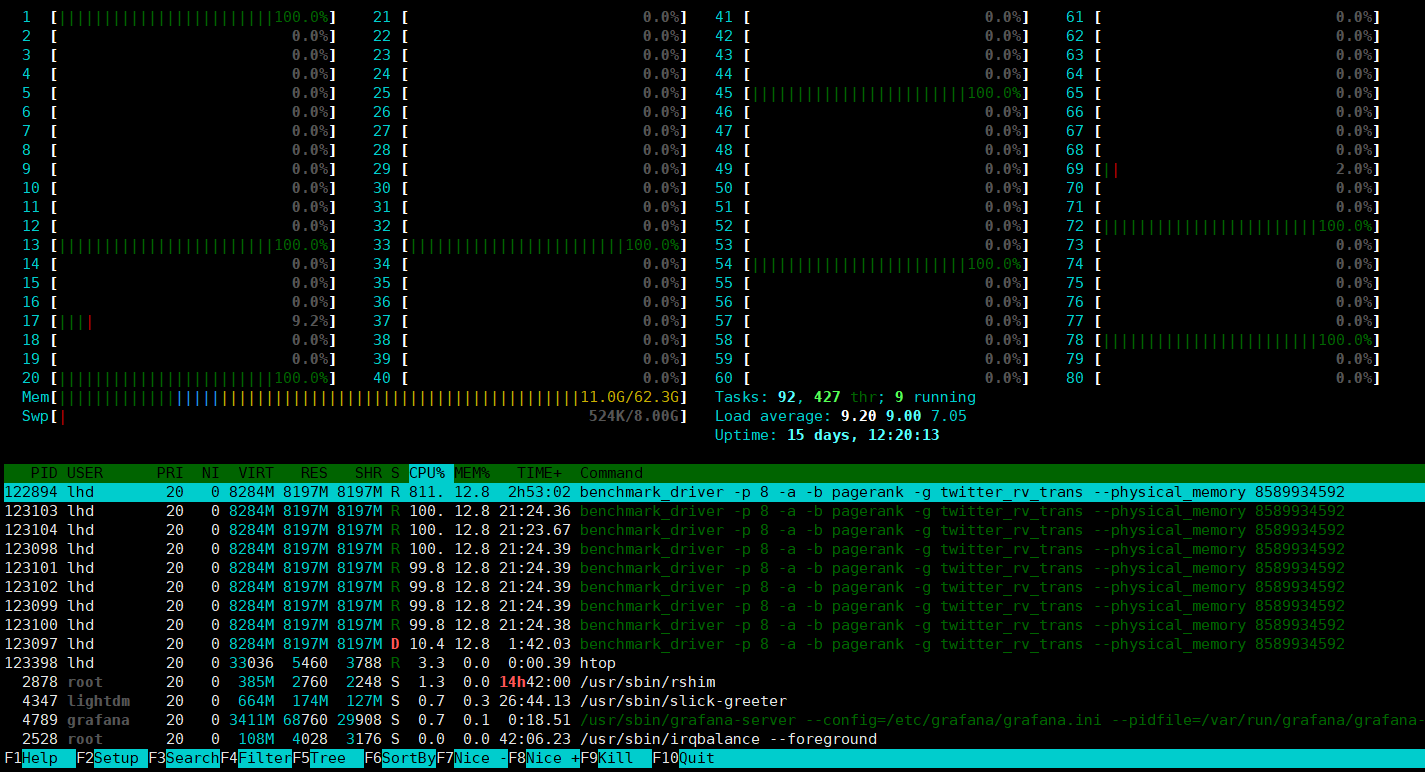 1 [||||||||||||||||||||||||100.0%] 21 [ 0.0%] 41 [ 0.0%] 61 [ 0.0%]
2 [ 0.0%] 22 [ 0.0%] 42 [ 0.0%] 62 [ 0.0%]
3 [ 0.0%] 23 [ 0.0%] 43 [ 0.0%] 63 [ 0.0%]
4 [ 0.0%] 24 [ 0.0%] 44 [ 0.0%] 64 [ 0.0%]
5 [ 0.0%] 25 [ 0.0%] 45 [||||||||||||||||||||||||100.0%] 65 [ 0.0%]
6 [ 0.0%] 26 [ 0.0%] 46 [ 0.0%] 66 [ 0.0%]
7 [ 0.0%] 27 [ 0.0%] 47 [ 0.0%] 67 [ 0.0%]
8 [ 0.0%] 28 [ 0.0%] 48 [ 0.0%] 68 [ 0.0%]
9 [ 0.0%] 29 [ 0.0%] 49 [ 0.0%] 69 [|| 2.0%]
10 [ 0.0%] 30 [ 0.0%] 50 [ 0.0%] 70 [ 0.0%]
11 [ 0.0%] 31 [ 0.0%] 51 [ 0.0%] 71 [ 0.0%]
12 [ 0.0%] 32 [ 0.0%] 52 [ 0.0%] 72 [||||||||||||||||||||||||100.0%]
13 [||||||||||||||||||||||||100.0%] 33 [||||||||||||||||||||||||100.0%] 53 [ 0.0%] 73 [ 0.0%]
14 [ 0.0%] 34 [ 0.0%] 54 [||||||||||||||||||||||||100.0%] 74 [ 0.0%]
15 [ 0.0%] 35 [ 0.0%] 55 [ 0.0%] 75 [ 0.0%]
16 [ 0.0%] 36 [ 0.0%] 56 [ 0.0%] 76 [ 0.0%]
17 [|||| 9.2%] 37 [ 0.0%] 57 [ 0.0%] 77 [ 0.0%]
18 [ 0.0%] 38 [ 0.0%] 58 [ 0.0%] 78 [||||||||||||||||||||||||100.0%]
19 [ 0.0%] 39 [ 0.0%] 59 [ 0.0%] 79 [ 0.0%]
20 [||||||||||||||||||||||||100.0%] 40 [ 0.0%] 60 [ 0.0%] 80 [ 0.0%]
Mem[||||||||||||||||||||||||||||||||||||||||||||||||||||||||||11.0G/62.3G] Tasks: 92, 427 thr; 9 running
Swp[| 524K/8.00G] Load average: 9.20 9.00 7.05
Uptime: 15 days, 12:20:13
PID USER PRI NI VIRT RES SHR S CPU% MEM% TIME+ Command
122894 lhd 20 0 8284M 8197M 8197M R 811. 12.8 2h53:02 benchmark_driver -p 8 -a -b pagerank -g twitter_rv_trans --physical_memory 8589934592
123103 lhd 20 0 8284M 8197M 8197M R 100. 12.8 21:24.36 benchmark_driver -p 8 -a -b pagerank -g twitter_rv_trans --physical_memory 8589934592
123104 lhd 20 0 8284M 8197M 8197M R 100. 12.8 21:23.67 benchmark_driver -p 8 -a -b pagerank -g twitter_rv_trans --physical_memory 8589934592
123098 lhd 20 0 8284M 8197M 8197M R 100. 12.8 21:24.39 benchmark_driver -p 8 -a -b pagerank -g twitter_rv_trans --physical_memory 8589934592
123101 lhd 20 0 8284M 8197M 8197M R 99.8 12.8 21:24.39 benchmark_driver -p 8 -a -b pagerank -g twitter_rv_trans --physical_memory 8589934592
123102 lhd 20 0 8284M 8197M 8197M R 99.8 12.8 21:24.39 benchmark_driver -p 8 -a -b pagerank -g twitter_rv_trans --physical_memory 8589934592
123099 lhd 20 0 8284M 8197M 8197M R 99.8 12.8 21:24.39 benchmark_driver -p 8 -a -b pagerank -g twitter_rv_trans --physical_memory 8589934592
123100 lhd 20 0 8284M 8197M 8197M R 99.8 12.8 21:24.38 benchmark_driver -p 8 -a -b pagerank -g twitter_rv_trans --physical_memory 8589934592
123097 lhd 20 0 8284M 8197M 8197M D 10.4 12.8 1:42.03 benchmark_driver -p 8 -a -b pagerank -g twitter_rv_trans --physical_memory 8589934592
123398 lhd 20 0 33036 5460 3788 R 3.3 0.0 0:00.39 htop
2878 root 20 0 385M 2760 2248 S 1.3 0.0 14h42:00 /usr/sbin/rshim
4347 lightdm 20 0 664M 174M 127M S 0.7 0.3 26:44.13 /usr/sbin/slick-greeter
4789 grafana 20 0 3411M 68760 29908 S 0.7 0.1 0:18.51 /usr/sbin/grafana-server --config=/etc/grafana/grafana.ini --pidfile=/var/run/grafana/grafana-
2528 root 20 0 108M 4028 3176 S 0.0 0.0 42:06.23 /usr/sbin/irqbalance --foreground
F1Help F2Setup F3SearchF4FilterF5Tree F6SortByF7Nice -F8Nice +F9Kill F10Quit